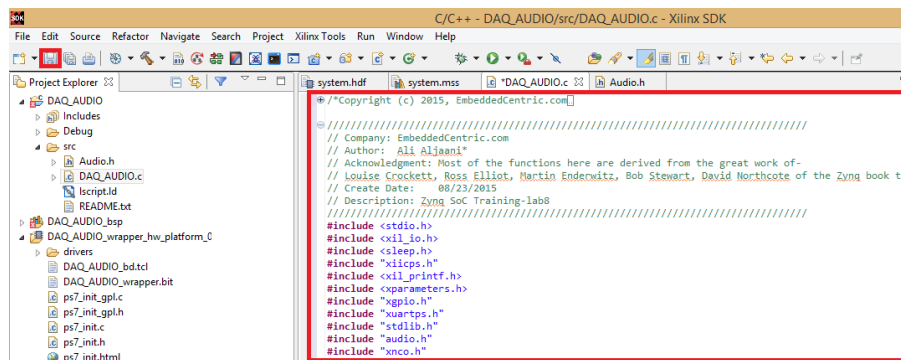 SDK
C/C++ - DAQ_AUDIO/src/DAQ_AUDIO.c - Xilinx SDK
File Edit Source Refactor Navigate Search Project Xilinx Tools Run Window Help
Project Explorer
system.hdf system.mss *DAQ_AUDIO.c Audio.h
DAQ_AUDIO
Includes
Debug
src
Audio.h
DAQ_AUDIO.c
lscript.ld
README.txt
DAQ_AUDIO_bsp
DAQ_AUDIO_wrapper_hw_platform_0
drivers
DAQ_AUDIO_bd.tcl
DAQ_AUDIO_wrapper.bit
ps7_init_gpl.c
ps7_init_gpl.h
ps7_init.c
ps7_init.h
ps7_init.html
/*Copyright (c) 2015, EmbeddedCentric.com
////////////////////////////////////////////////////////////////////////////////
// Company: EmbeddedCentric.com
// Author: Ali Aljaani*
// Acknowledgment: Most of the functions here are derived from the great work of-
// Louise Crockett, Ross Elliot, Martin Enderwitz, Bob Stewart, David Northcote of the Zynq book t
// Create Date: 08/23/2015
// Description: Zynq SoC Training-lab8
////////////////////////////////////////////////////////////////////////////////
#include <stdio.h>
#include <xil_io.h>
#include <sleep.h>
#include "xiicps.h"
#include <xil_printf.h>
#include <xparameters.h>
#include "xgpio.h"
#include "xuartps.h"
#include "stdlib.h"
#include "audio.h"
#include "xnco.h"